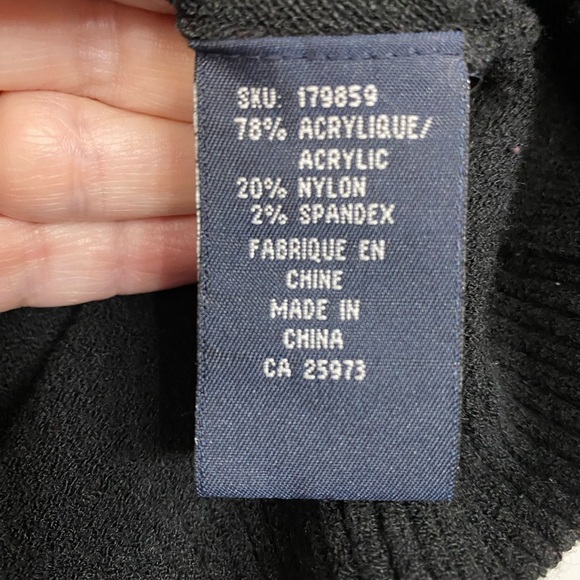 SKU: 179859
78% ACRYLIQUE/
ACRYLIC
20% NYLON
2% SPANDEX
FABRIQUE EN
CHINE
MADE IN
CHINA
CA 25973